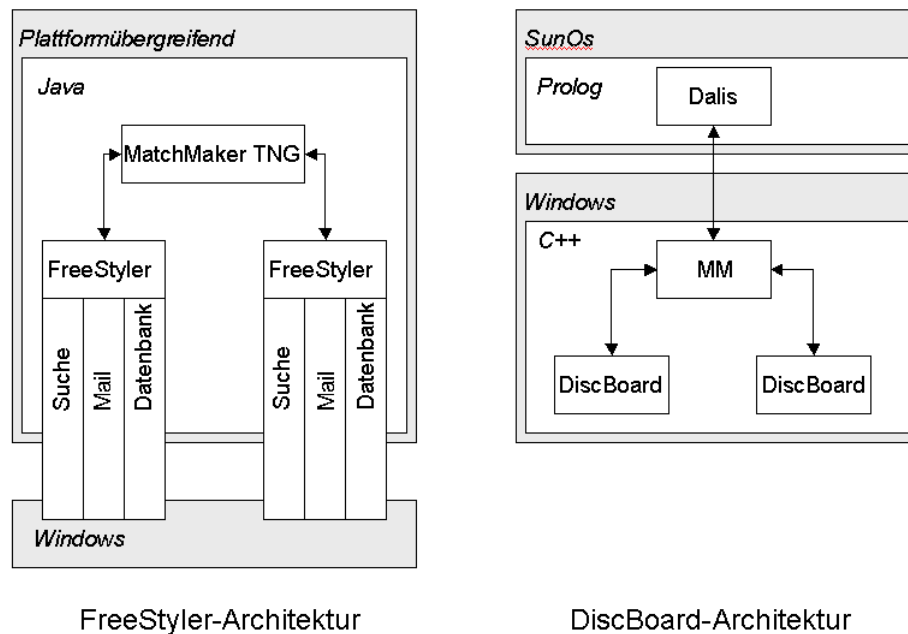 Plattformübergreifend
Java
MatchMaker TNG
FreeStyler
FreeStyler
Suche
Mail
Datenbank
Suche
Mail
Datenbank
Windows
FreeStyler-Architektur
SunOs
Prolog
Dalis
Windows
C++
MM
DiscBoard
DiscBoard
DiscBoard-Architektur